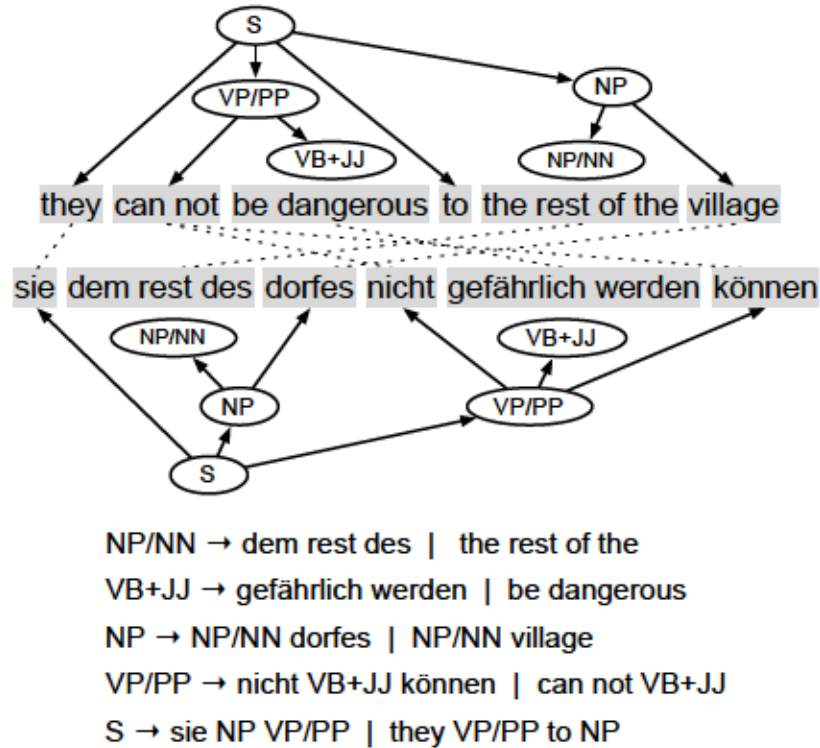 S
VP/PP
NP
VB+JJ
NP/NN
they can not be dangerous to the rest of the village
sie dem rest des dorfes nicht gefährlich werden können
NP/NN
VB+JJ
NP
VP/PP
S
NP/NN → dem rest des | the rest of the
VB+JJ → gefährlich werden | be dangerous
NP → NP/NN dorfes | NP/NN village
VP/PP → nicht VB+JJ können | can not VB+JJ
S → sie NP VP/PP | they VP/PP to NP